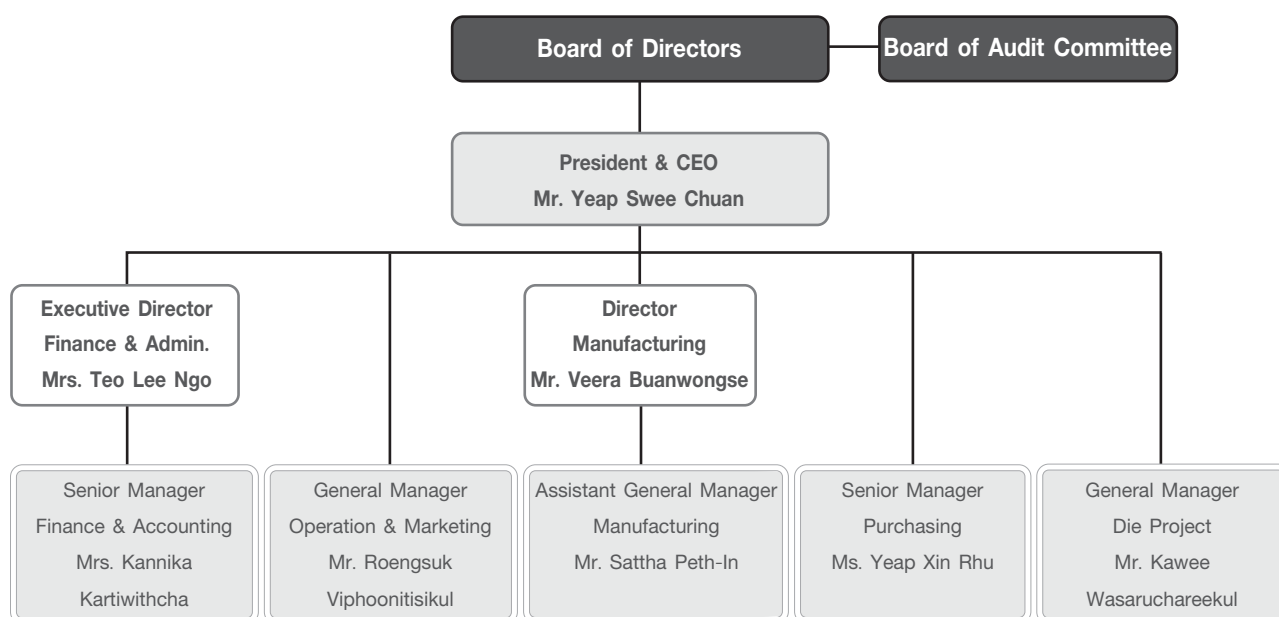 Board of Directors
Board of Audit Committee
President & CEO
Mr. Yeap Swee Chuan
Executive Director
Finance & Admin.
Mrs. Teo Lee Ngo
Director
Manufacturing
Mr. Veera Buanwongse
Senior Manager
Finance & Accounting
Mrs. Kannika
Kartiwithcha
General Manager
Operation & Marketing
Mr. Roengsuk
Viphoonitisikul
Assistant General Manager
Manufacturing
Mr. Sattha Peth-In
Senior Manager
Purchasing
Ms. Yeap Xin Rhu
General Manager
Die Project
Mr. Kawee
Wasaruchareekul